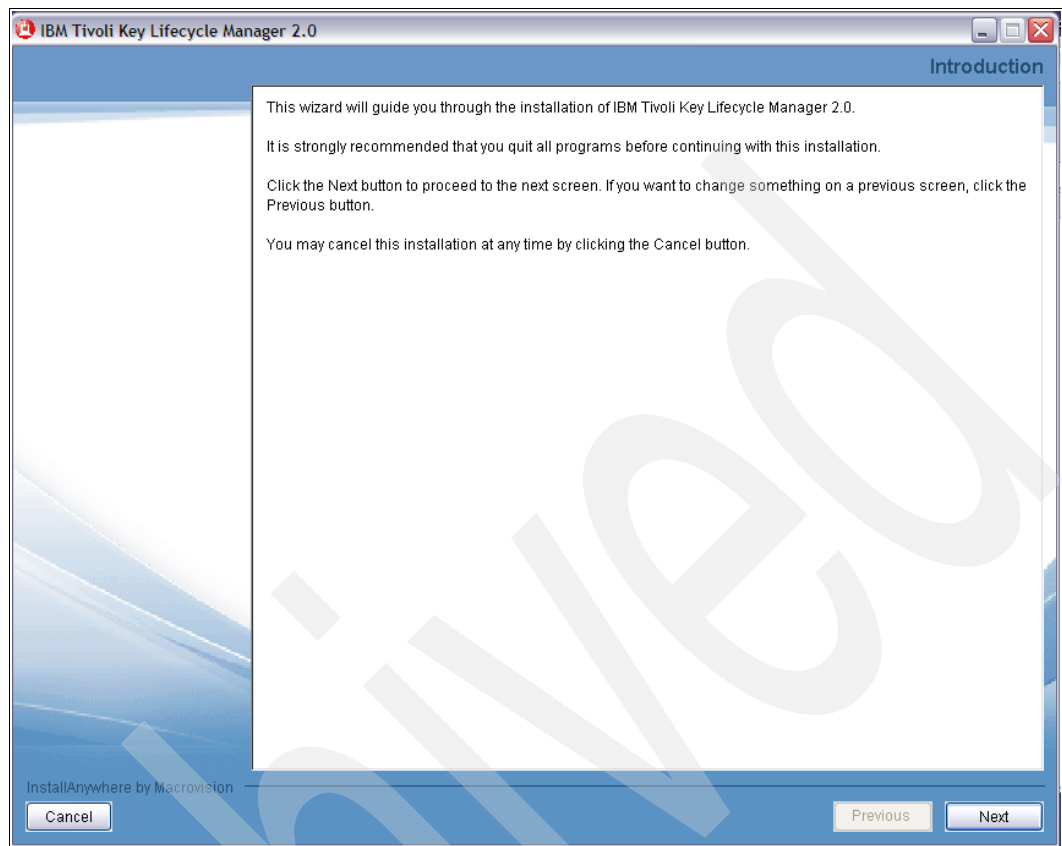 IBM Tivoli Key Lifecycle Manager 2.0
Introduction
This wizard will guide you through the installation of IBM Tivoli Key Lifecycle Manager 2.0.
It is strongly recommended that you quit all programs before continuing with this installation.
Click the Next button to proceed to the next screen. If you want to change something on a previous screen, click the
Previous button.
You may cancel this installation at any time by clicking the Cancel button.
hived
InstallAnywhere by Macrovision
Cancel
Previous
Next